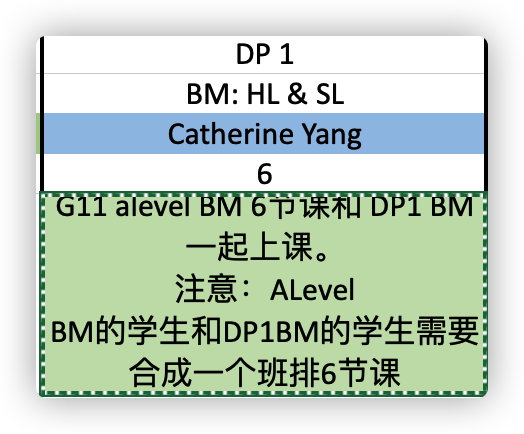 DP 1
BM: HL & SL
Catherine Yang
6
G11 alevel BM 6节课和 DP1 BM
一起上课。
注意：ALevel
BM的学生和DP1BM的学生需要
合成一个班排6节课